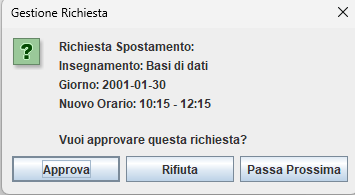 Gestione Richiesta
Richiesta Spostamento:
Insegnamento: Basi di dati
Giorno: 2001-01-30
Nuovo Orario: 10:15 - 12:15
Vuoi approvare questa richiesta?
Approva
Rifiuta
Passa Prossima